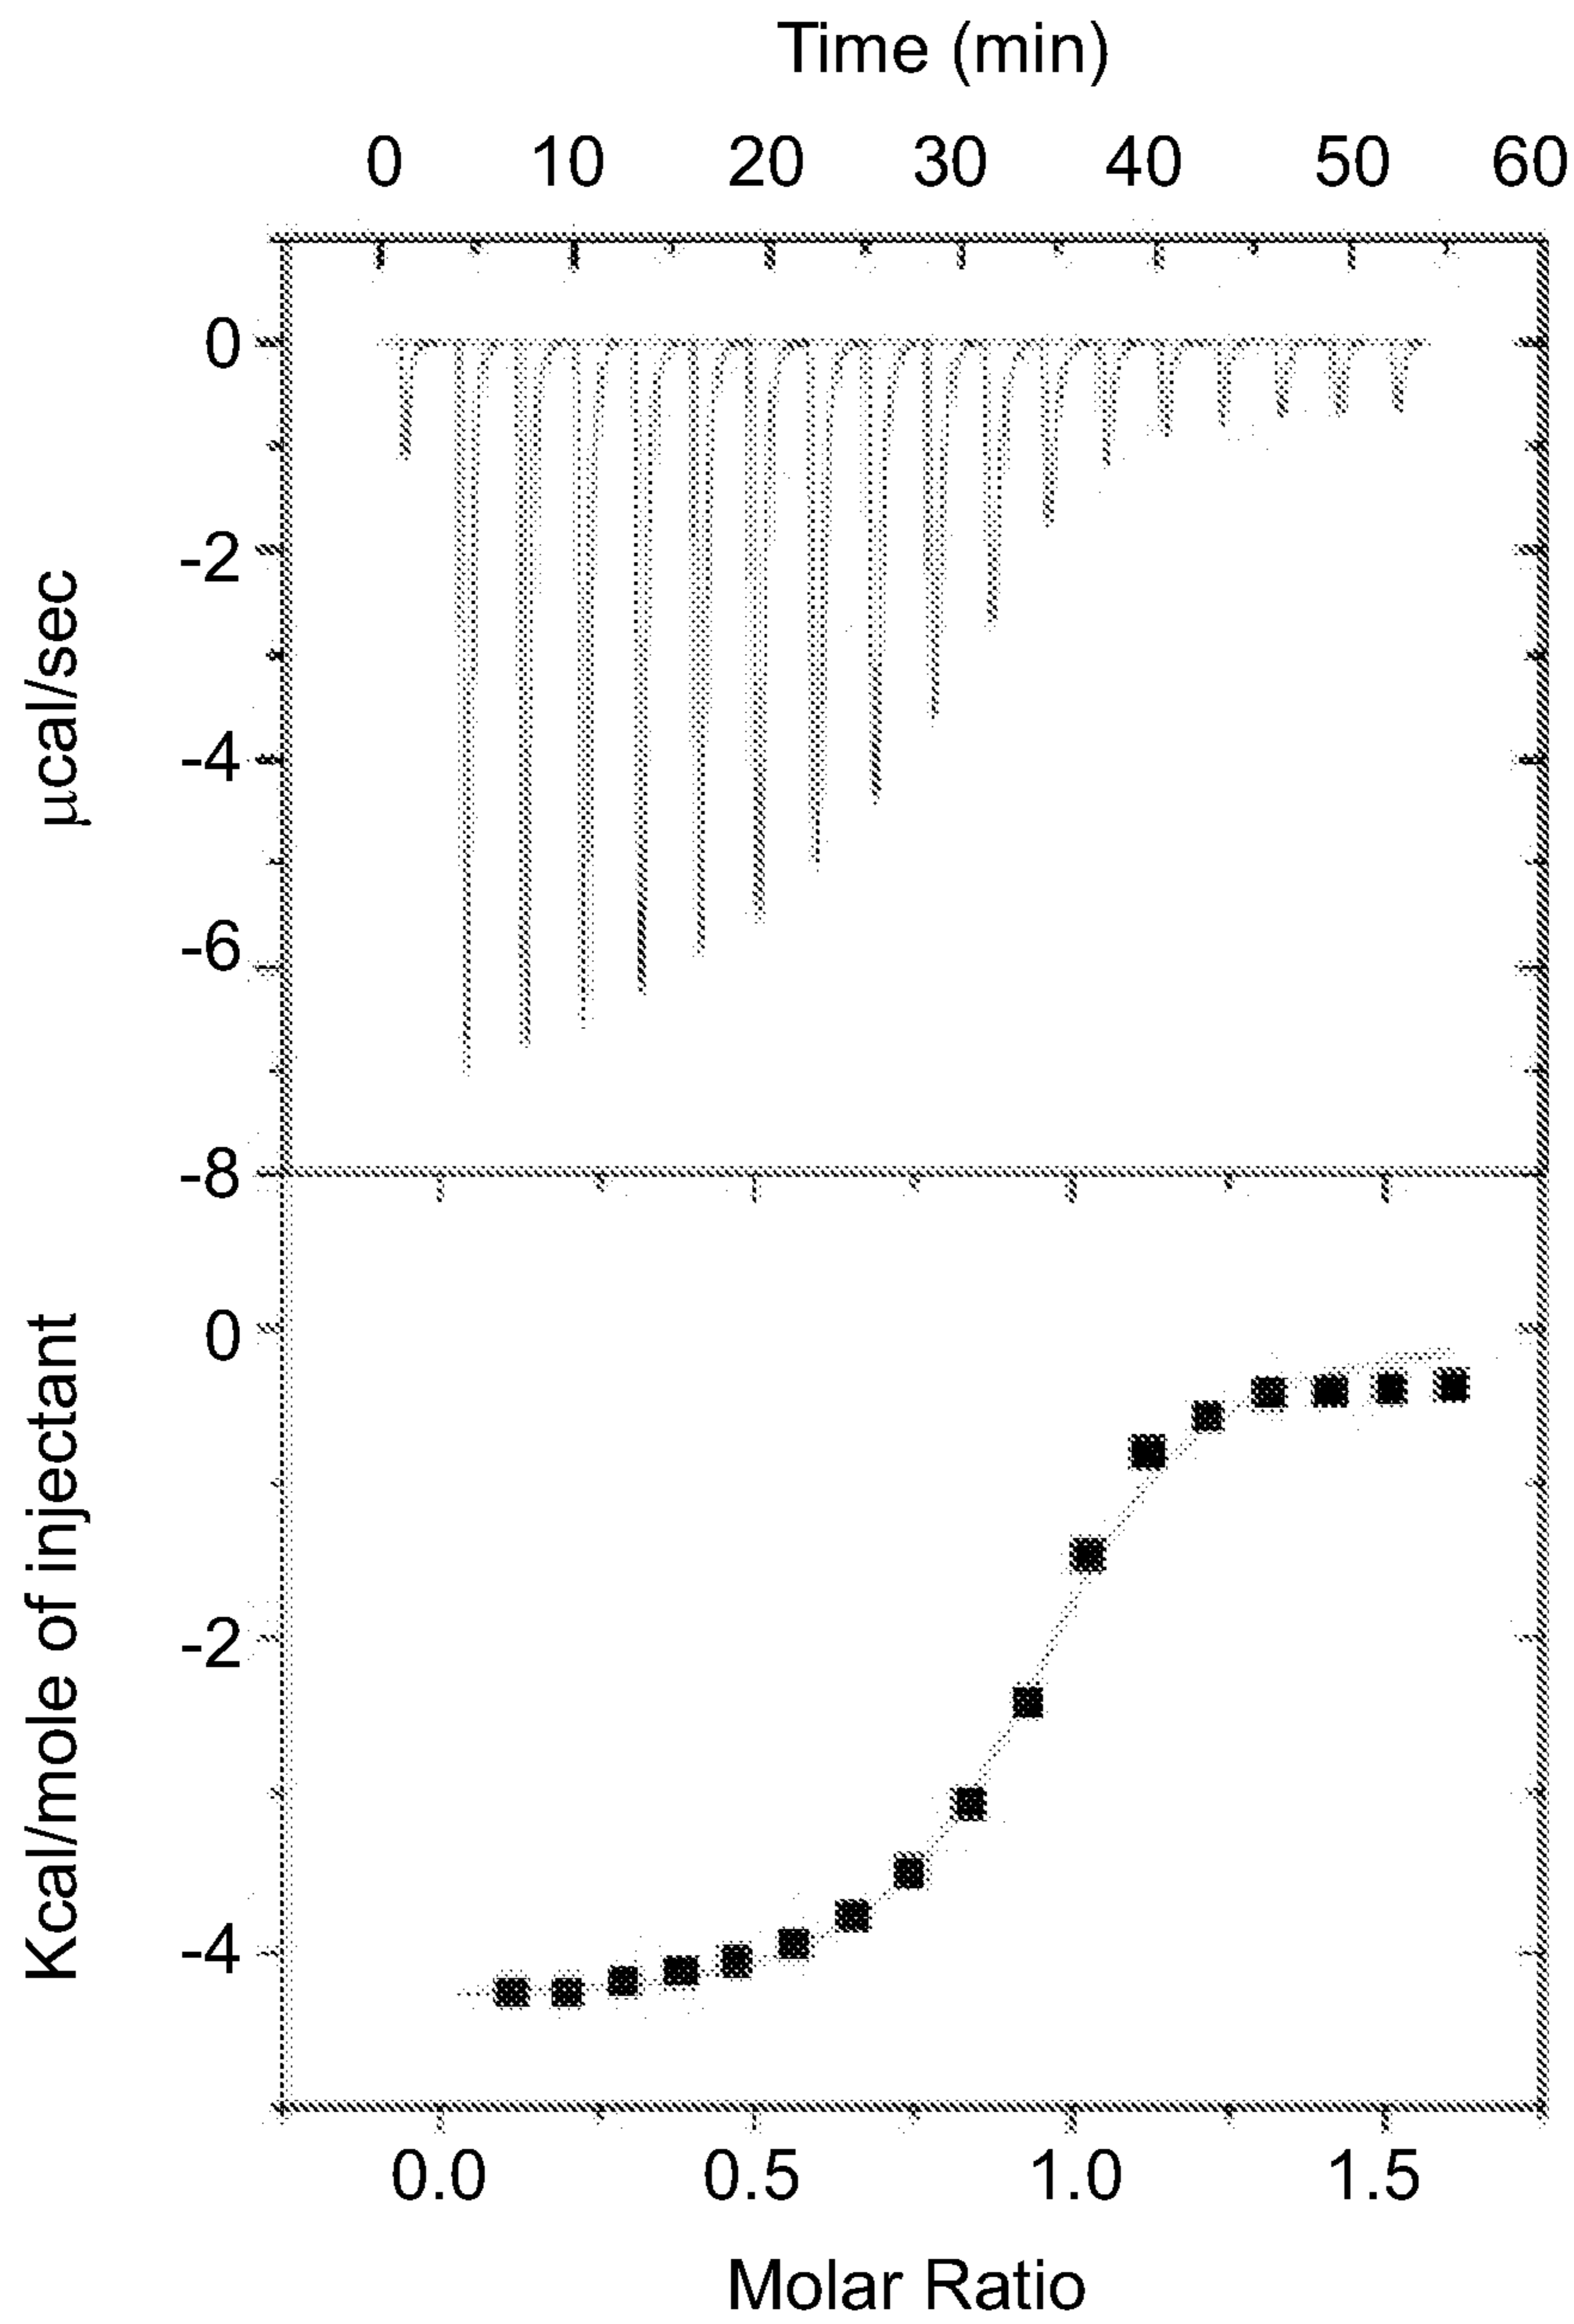 Time (min)
0 10 20 30 40 50 60
µcal/sec
0
-2
-4
-6
-8
Kcal/mole of injectant
0
-2
-4
0.0 0.5 1.0 1.5
Molar Ratio